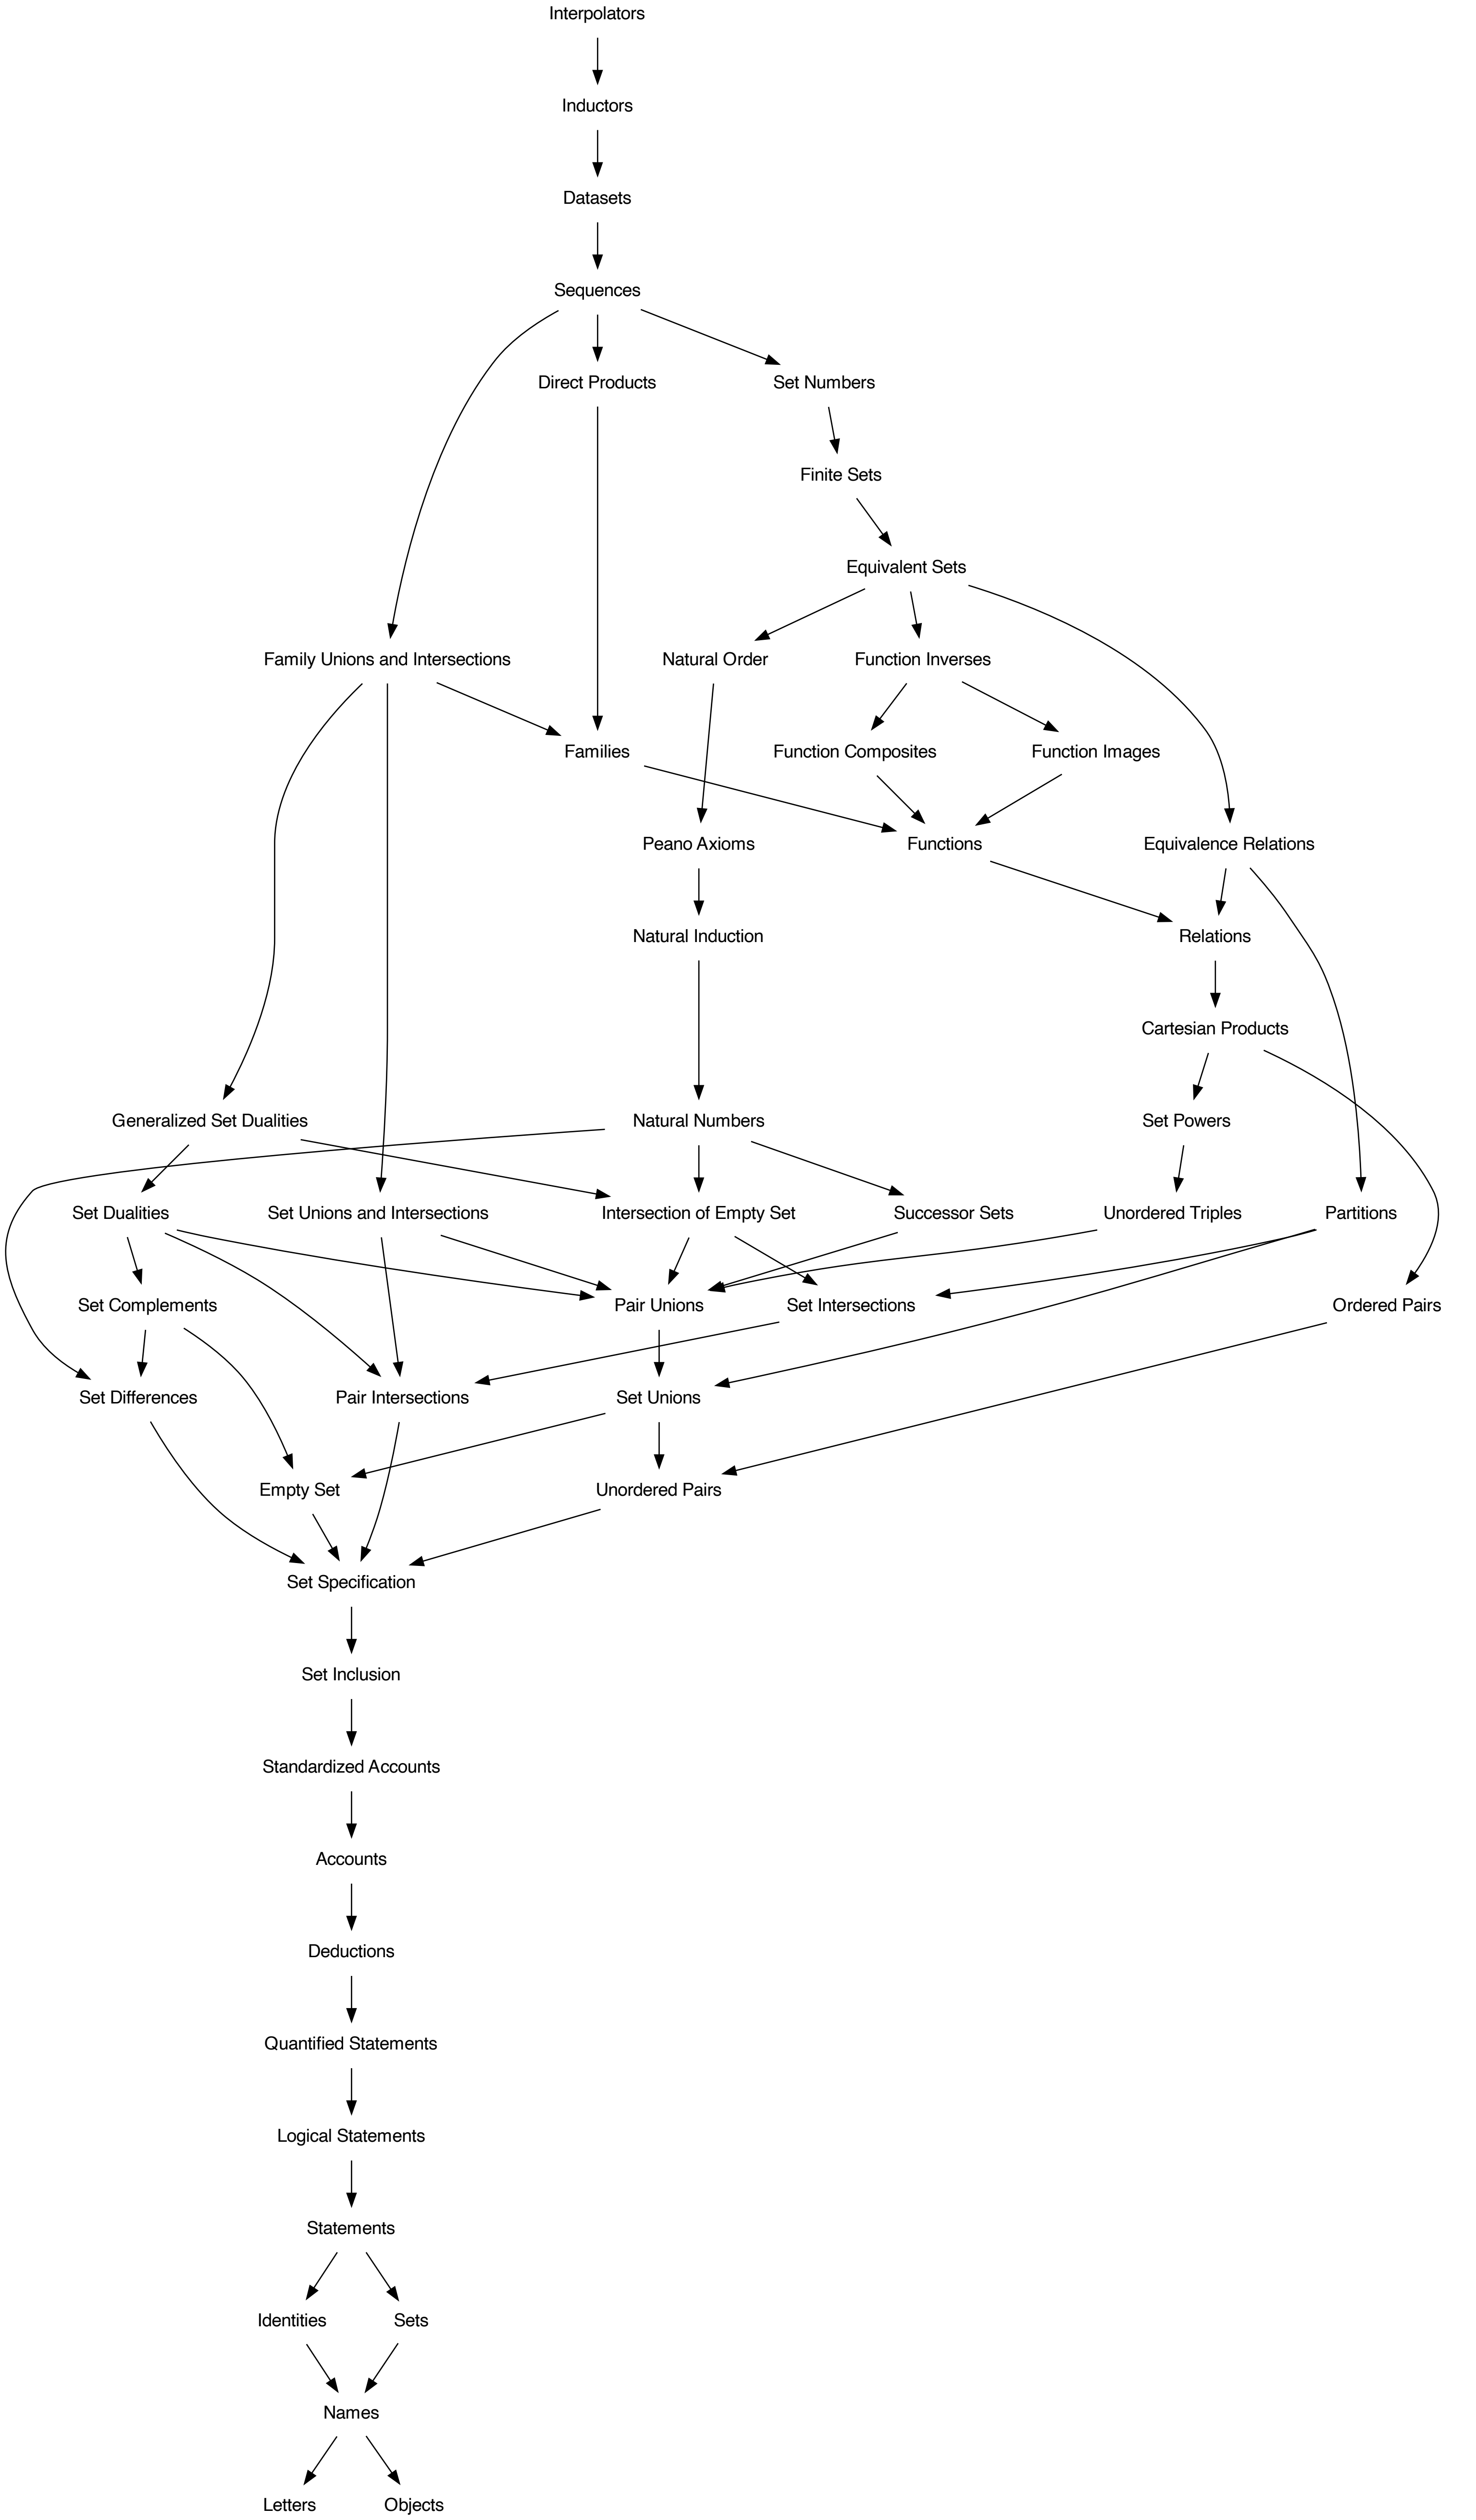 Interpolators
Inductors
Datasets
Sequences
Direct Products
Set Numbers
Finite Sets
Equivalent Sets
Family Unions and Intersections
Natural Order
Function Inverses
Families
Function Composites
Function Images
Peano Axioms
Functions
Equivalence Relations
Natural Induction
Relations
Cartesian Products
Generalized Set Dualities
Natural Numbers
Set Powers
Set Dualities
Set Unions and Intersections
Intersection of Empty Set
Successor Sets
Unordered Triples
Partitions
Set Complements
Pair Unions
Set Intersections
Ordered Pairs
Set Differences
Pair Intersections
Set Unions
Empty Set
Unordered Pairs
Set Specification
Set Inclusion
Standardized Accounts
Accounts
Deductions
Quantified Statements
Logical Statements
Statements
Identities
Sets
Names
Letters
Objects